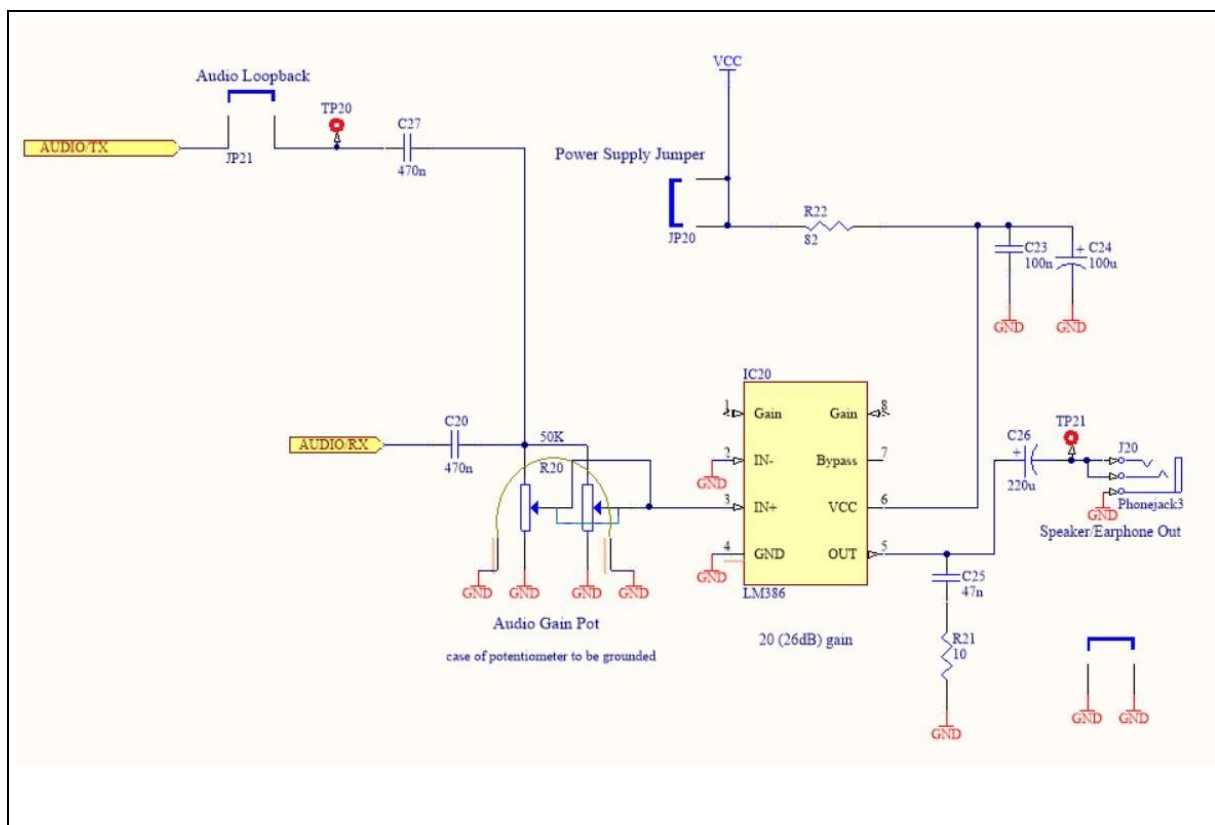 Audio Loopback
TP20
C27
AUDIO/TX
JP21
470n
VCC
Power Supply Jumper
R22
JP20
82
C23
100n
+ C24
100u
GND
GND
IC20
1
Gain
Gain
8
C20
AUDIO/RX
470n
50K
R20
2
IN-
Bypass
7
GND
3
IN+
VCC
6
4
GND
OUT
5
GND
LM386
C26
+
220u
TP21
J20
GND
Phonejack3
Speaker/Earphone Out
GND
GND
GND
GND
C25
47n
Audio Gain Pot
20 (26dB) gain
R21
10
case of potentiometer to be grounded
GND
GND
GND